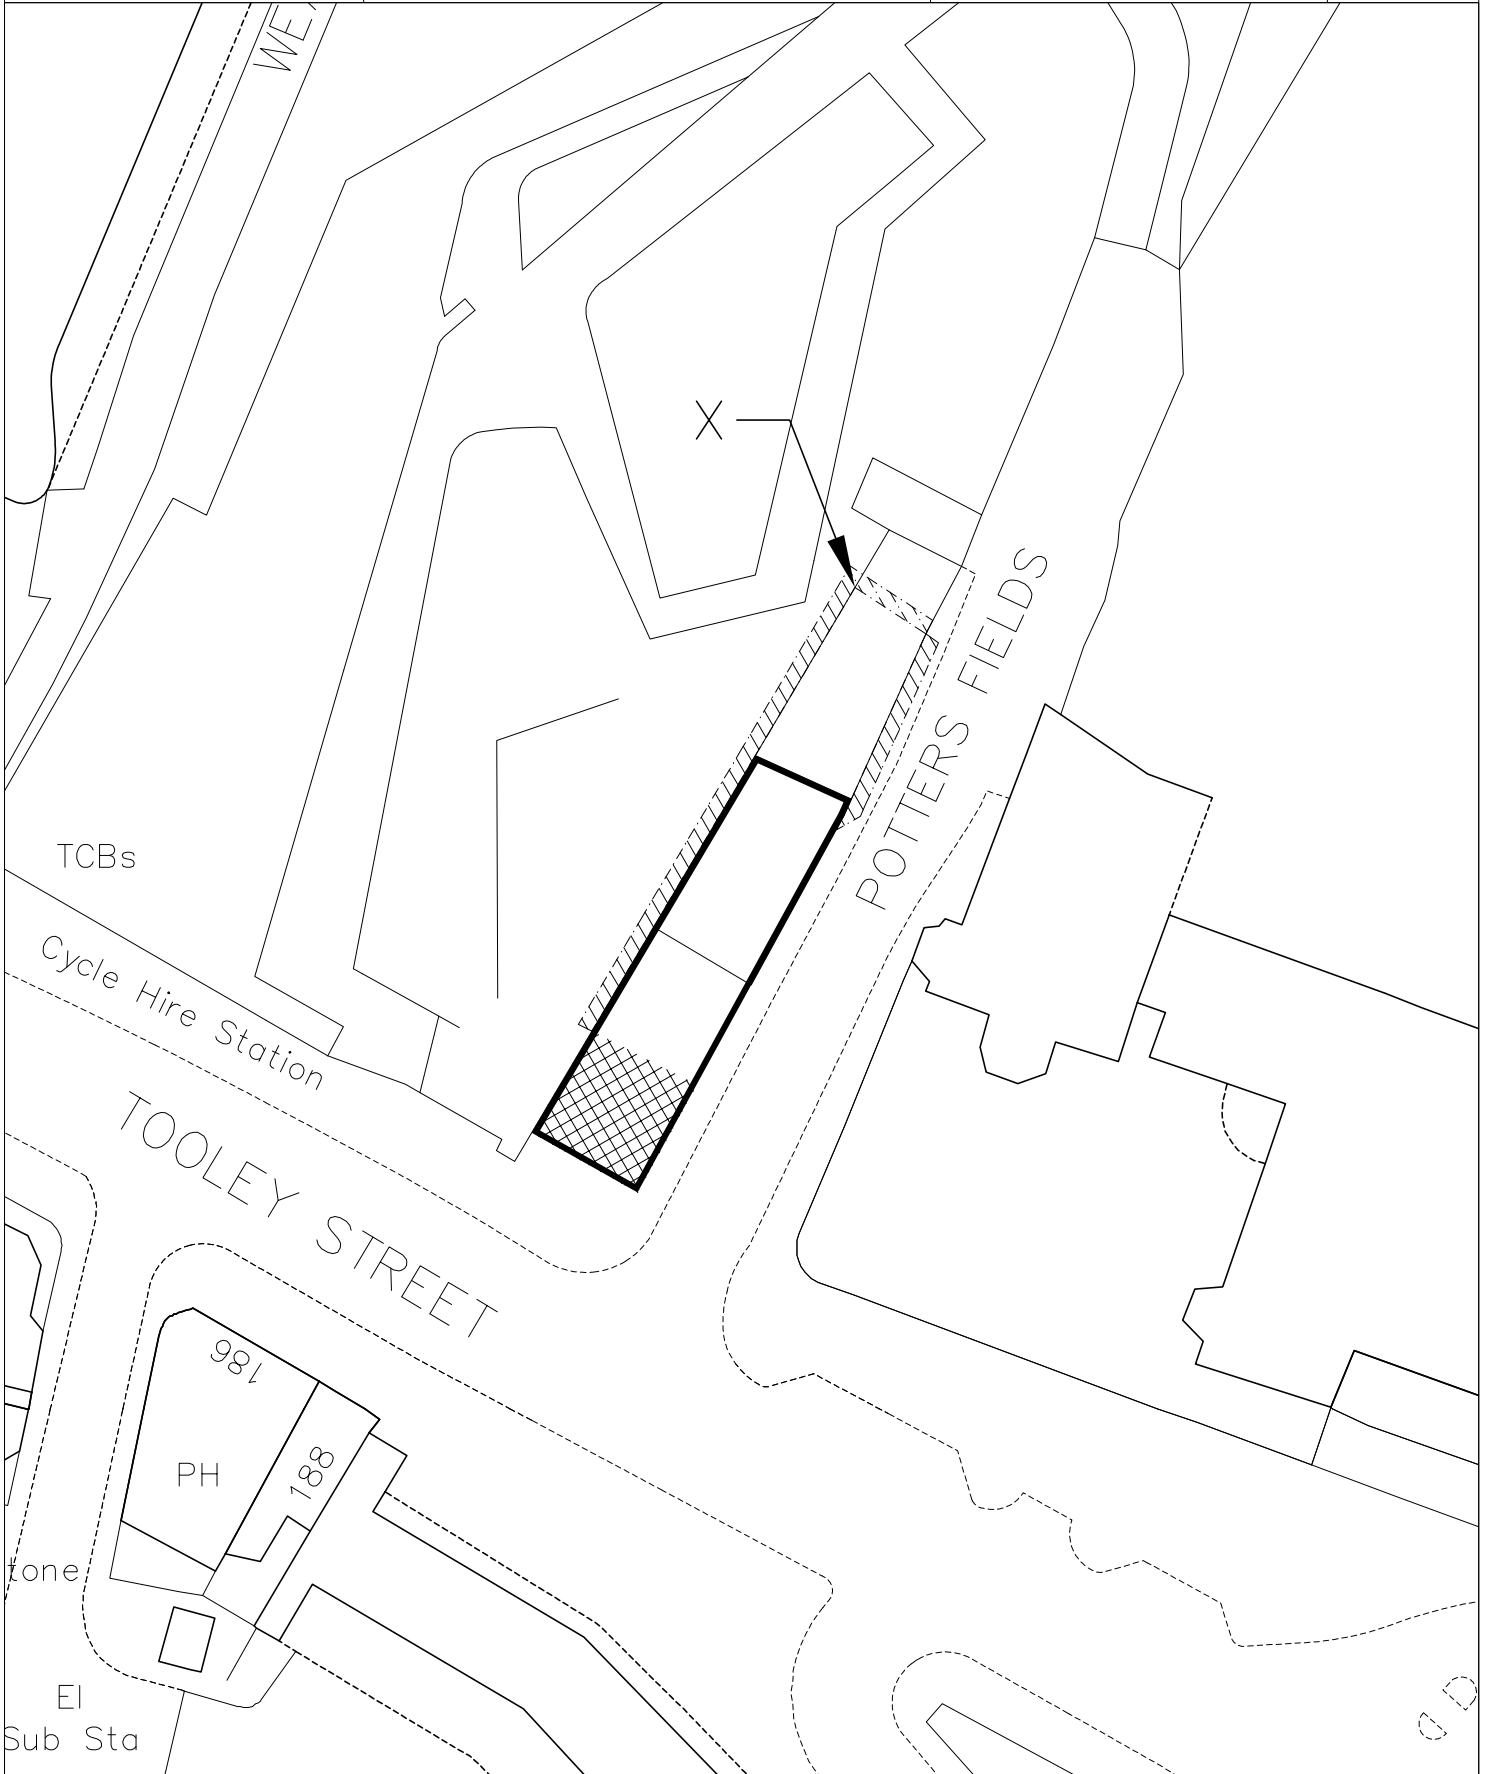 X
POTTERS FIELDS
TCBs
Cycle Hire Station
TOOLEY STREET
186
PH
188
tone
El
Sub Sta